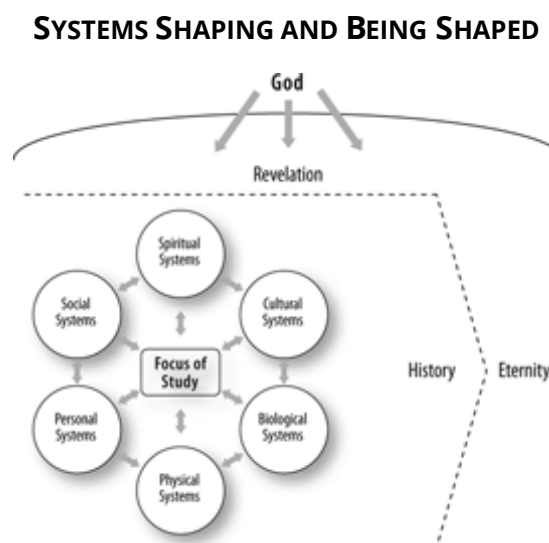 SYSTEMS SHAPING AND BEING SHAPED
God
Revelation
Spiritual
Systems
Social
Systems
Cultural
Systems
Focus of
Study
History
Eternity
Personal
Systems
Biological
Systems
Physical
Systems